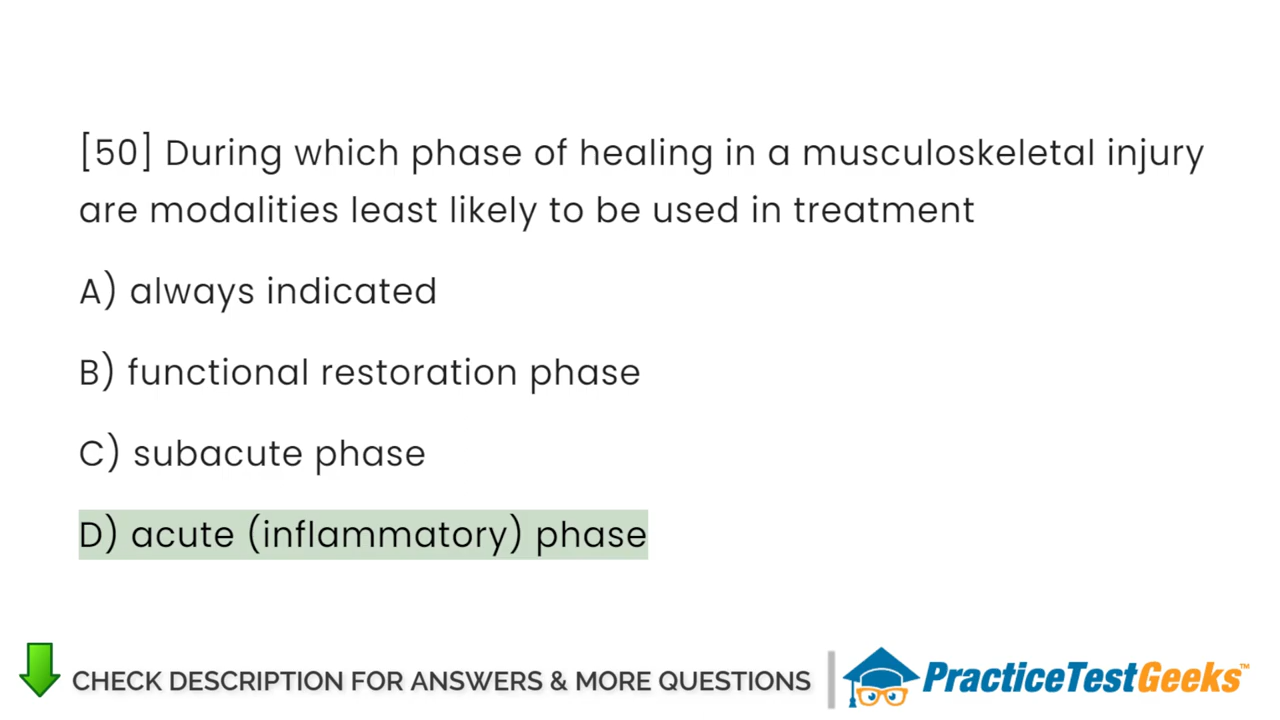 [50] During which phase of healing in a musculoskeletal injury
are modalities least likely to be used in treatment
A) always indicated
B) functional restoration phase
C) subacute phase
D) acute (inflammatory) phase
CHECK DESCRIPTION FOR ANSWERS & MORE QUESTIONS
PracticeTestGeeks™